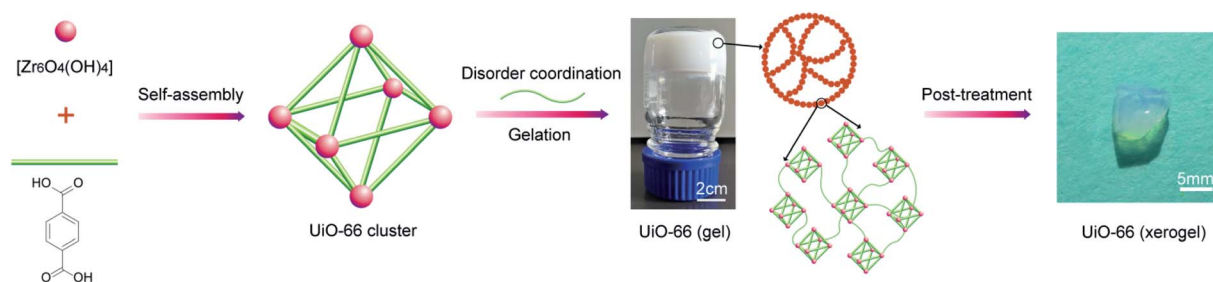 [Zr6O4(OH)4]
+
HO
O
O
OH
Self-assembly
UiO-66 cluster
Disorder coordination
Gelation
2cm
UiO-66 (gel)
Post-treatment
5mm
UiO-66 (xerogel)